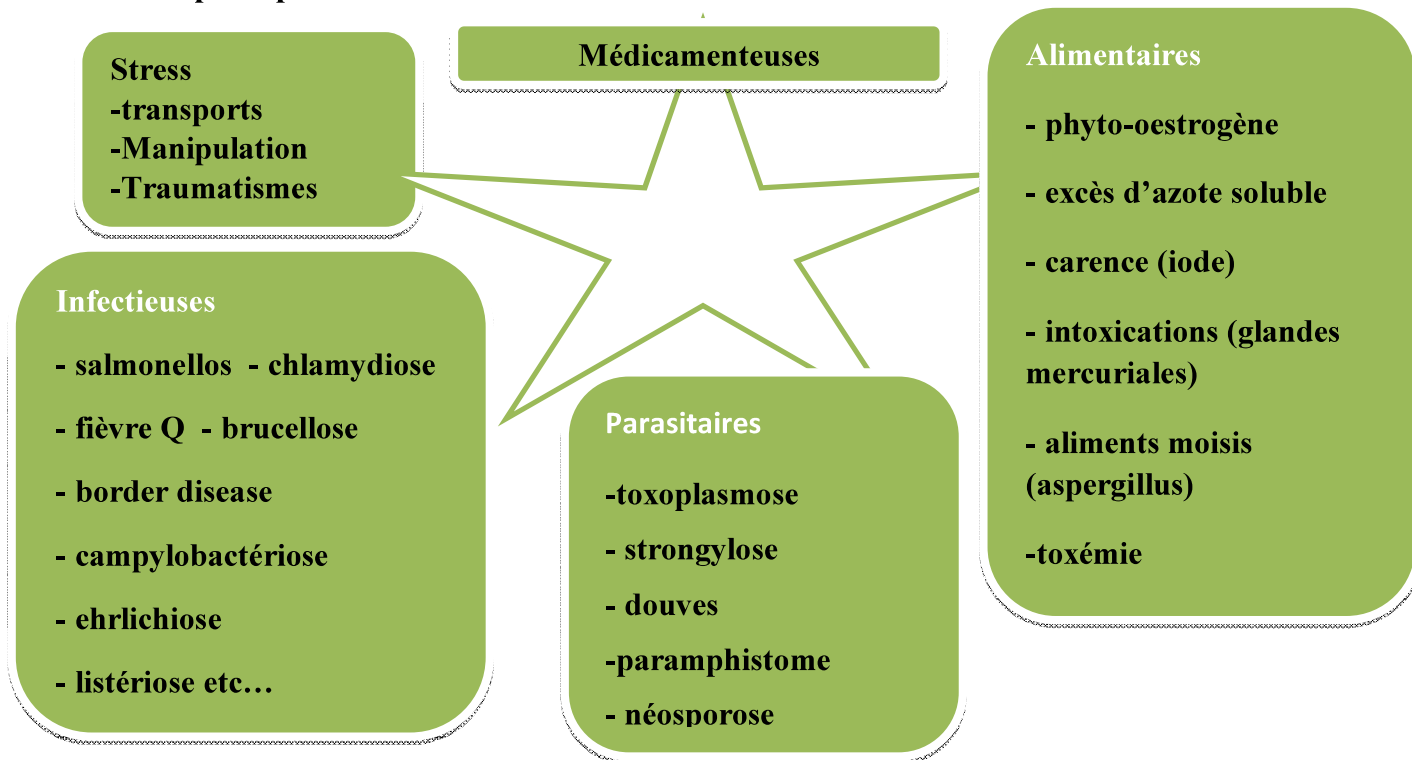 Stress
-transports
-Manipulation
-Traumatismes
Médicamenteuses
Alimentaires
- phyto-oestrogène
- excès d’azote soluble
- carence (iode)
- intoxications (glandes
mercuriales)
- aliments moisis
(aspergillus)
-toxémie
Infectieuses
- salmonellos - chlamydiose
- fièvre Q - brucellose
- border disease
- campylobactériose
- ehrlichiose
- listériose etc…
Parasitaires
-toxoplasmose
- strongylose
- douves
-paramphistome
- néosporose